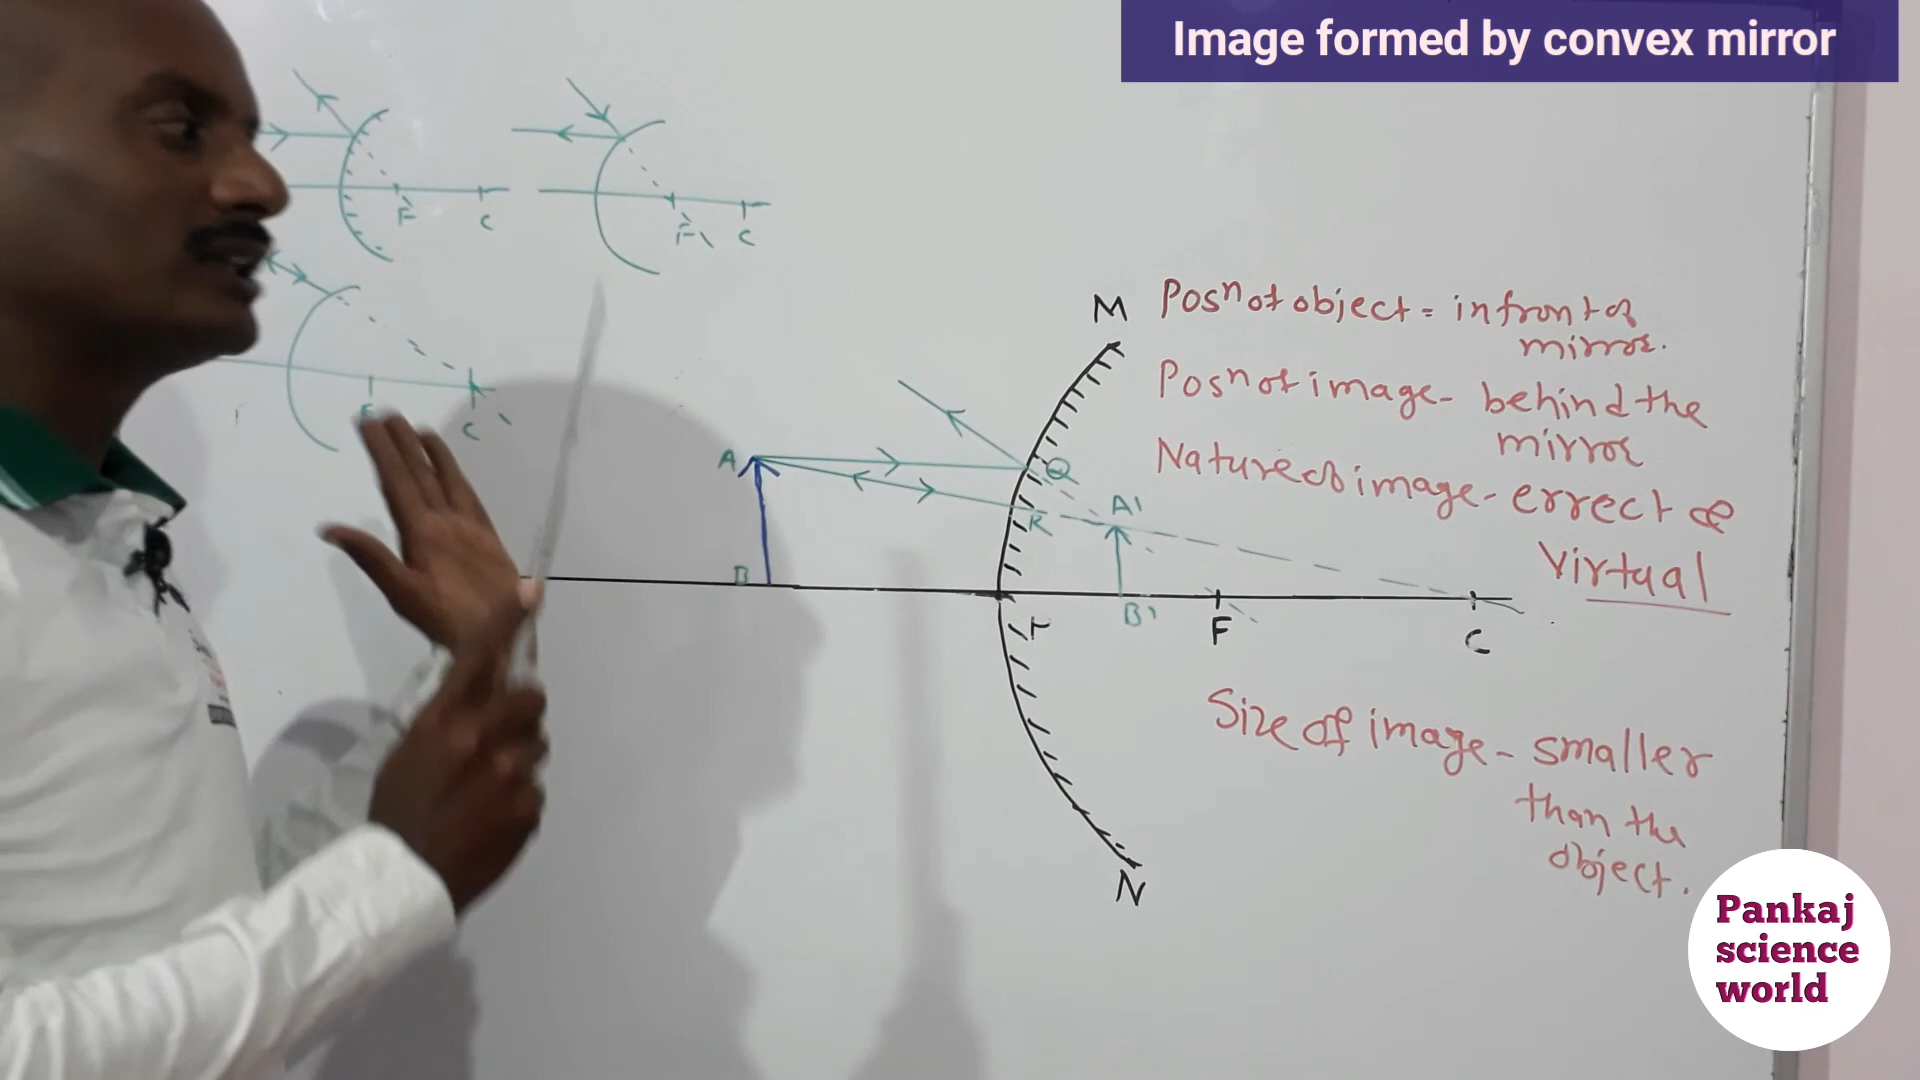 Image formed by convex mirror
F
C
F
C
F
C
M
Posn of object = in front of
mirror.
Posn of image - behind the
mirror
Nature of image - errect &
Virtual
A
Q
R
A'
B
B'
P
F
C
Size of image - smaller
than the
object.
N
Pankaj
science
world